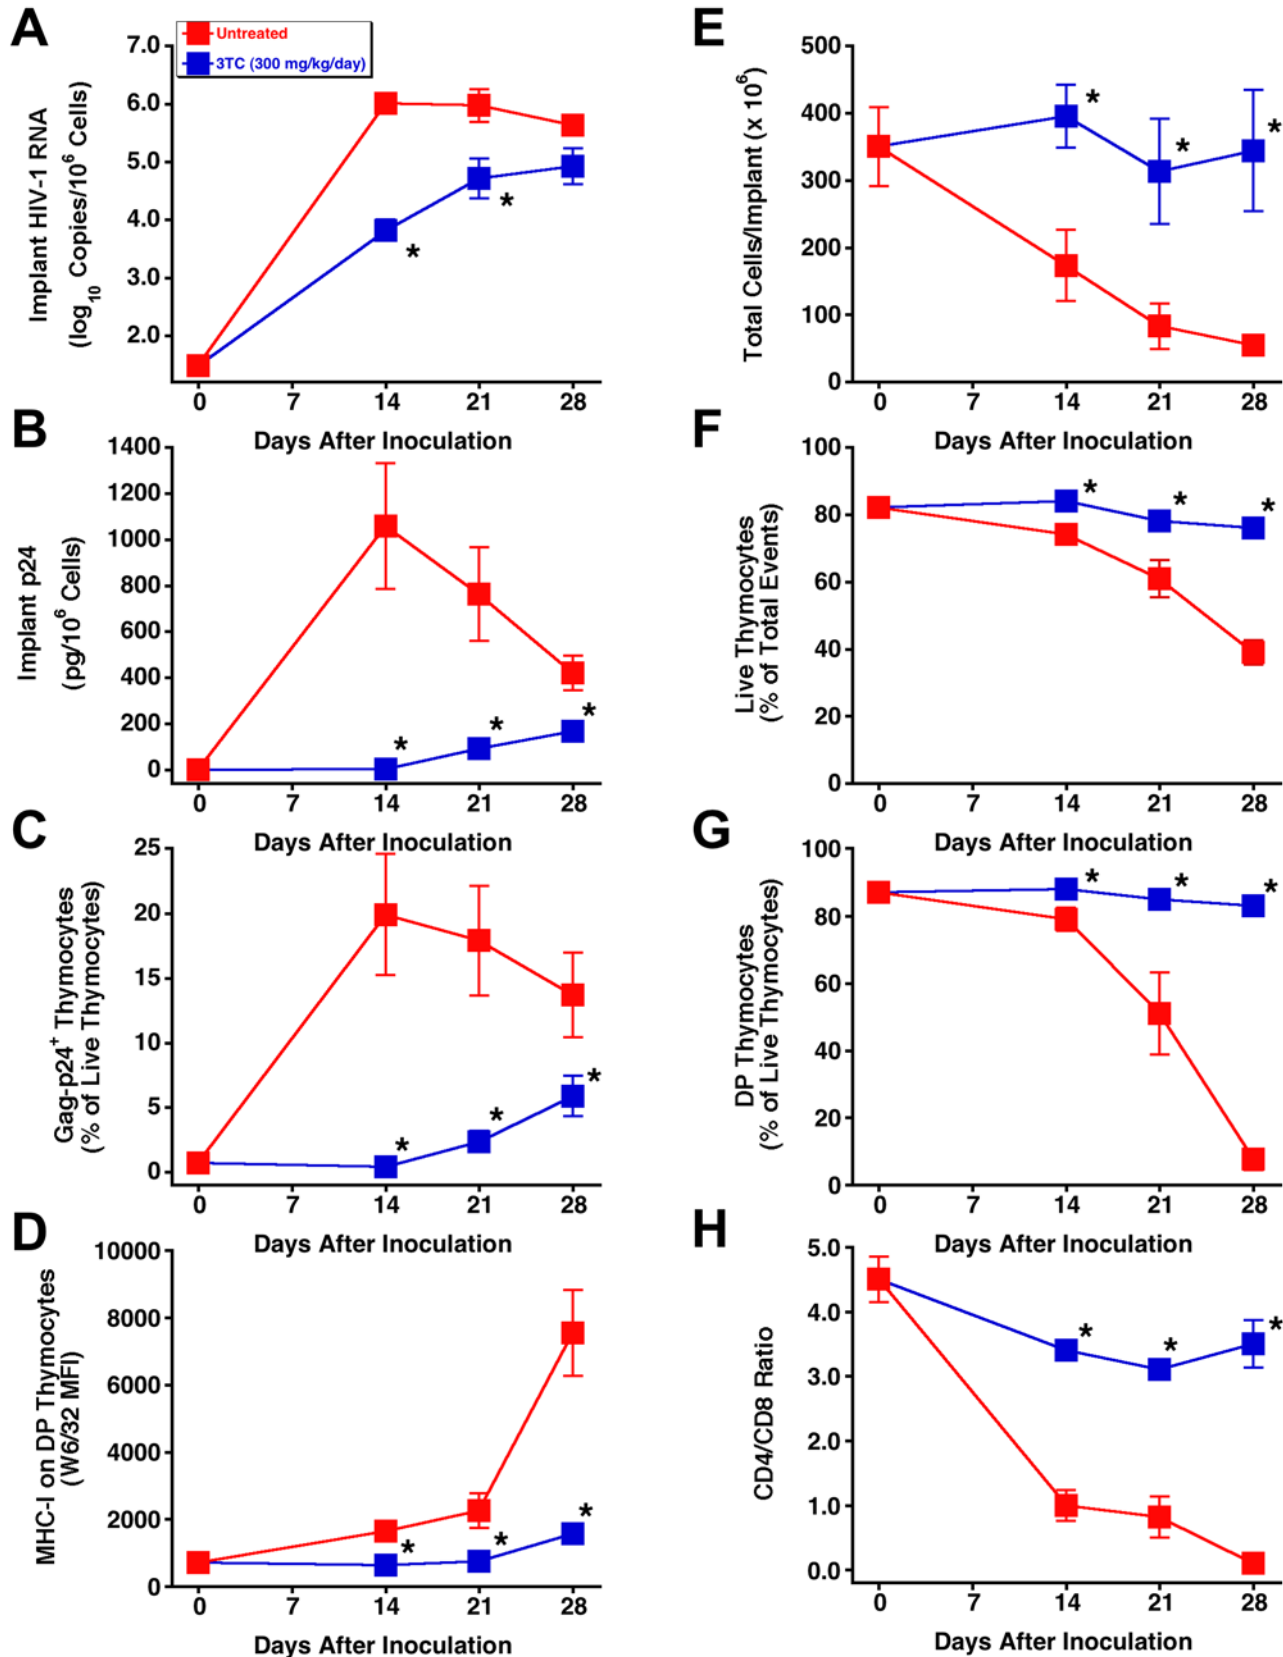 A
Untreated
3TC (300 mg/kg/day)
Implant HIV-1 RNA
(log10 Copies/10^6 Cells)
7.0
6.0
5.0
4.0
3.0
2.0
*
*
0 7 14 21 28
Days After Inoculation
B
Implant p24
(pg/10^6 Cells)
1400
1200
1000
800
600
400
200
0
* * *
0 7 14 21 28
Days After Inoculation
C
Gag-p24+ Thymocytes
(% of Live Thymocytes)
25
20
15
10
5
0
* * *
0 7 14 21 28
Days After Inoculation
D
MHC-I on DP Thymocytes
(W6/32 MFI)
10000
8000
6000
4000
2000
0
* * *
0 7 14 21 28
Days After Inoculation
E
Total Cells/Implant (x 10^6)
500
400
300
200
100
0
* * *
0 7 14 21 28
Days After Inoculation
F
Live Thymocytes
(% of Total Events)
100
80
60
40
20
0
* * *
0 7 14 21 28
Days After Inoculation
G
DP Thymocytes
(% of Live Thymocytes)
100
80
60
40
20
0
* * *
0 7 14 21 28
Days After Inoculation
H
CD4/CD8 Ratio
5.0
4.0
3.0
2.0
1.0
0.0
* * *
0 7 14 21 28
Days After Inoculation